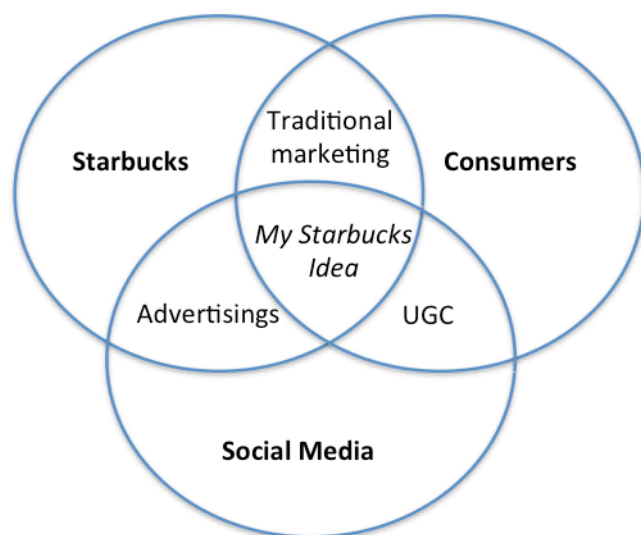 Traditional
marketing
Starbucks
Consumers
My Starbucks
Idea
Advertisings
UGC
Social Media